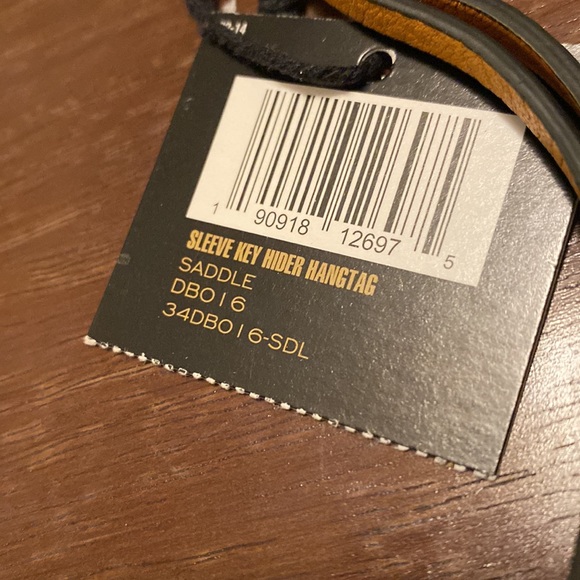 1 90918 12697 5
SLEEVE KEY HIDER HANGTAG
SADDLE
DB016
34DB016-SDL